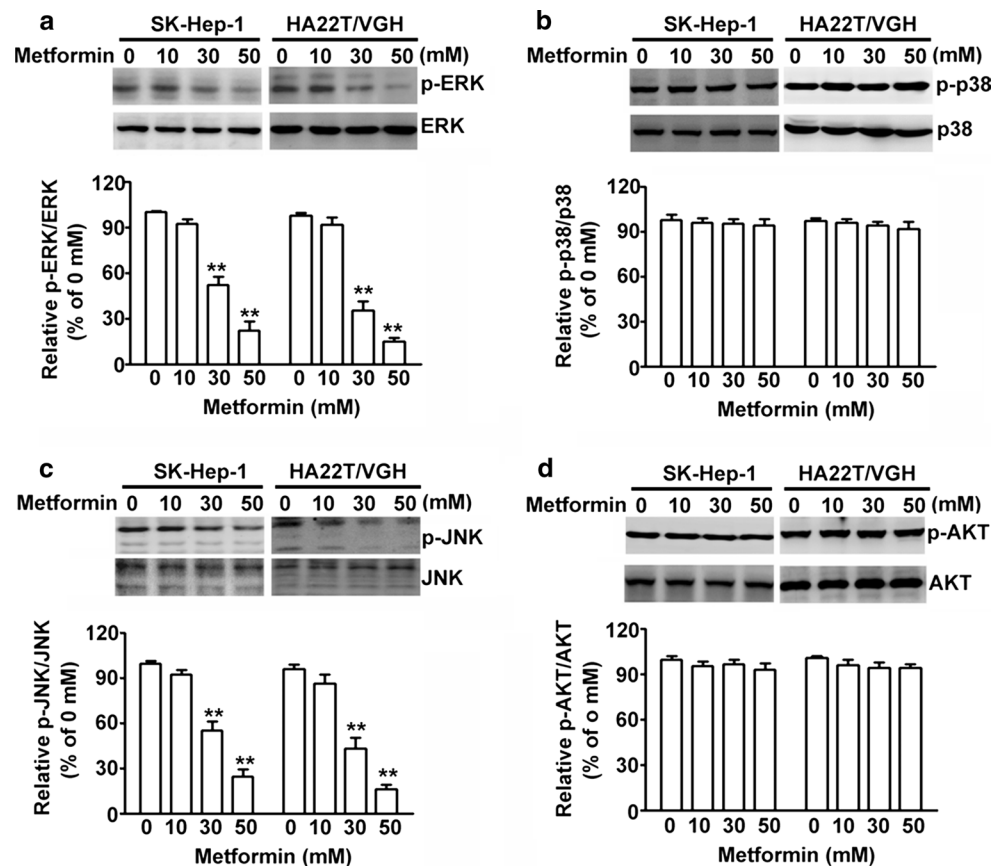 a
SK-Hep-1 HA22T/VGH
Metformin 0 10 30 50 0 10 30 50 (mM)
p-ERK
ERK
Relative p-ERK/ERK
(% of 0 mM)
120
90
60
30
0
** ** ** **
0 10 30 50 0 10 30 50
Metformin (mM)
b
SK-Hep-1 HA22T/VGH
Metformin 0 10 30 50 0 10 30 50 (mM)
p-p38
p38
Relative p-p38/p38
(% of 0 mM)
120
90
60
30
0
0 10 30 50 0 10 30 50
Metformin (mM)
c
SK-Hep-1 HA22T/VGH
Metformin 0 10 30 50 0 10 30 50 (mM)
p-JNK
JNK
Relative p-JNK/JNK
(% of 0 mM)
120
90
60
30
0
** ** ** **
0 10 30 50 0 10 30 50
Metformin (mM)
d
SK-Hep-1 HA22T/VGH
Metformin 0 10 30 50 0 10 30 50 (mM)
p-AKT
AKT
Relative p-AKT/AKT
(% of o mM)
120
90
60
30
0
0 10 30 50 0 10 30 50
Metformin (mM)